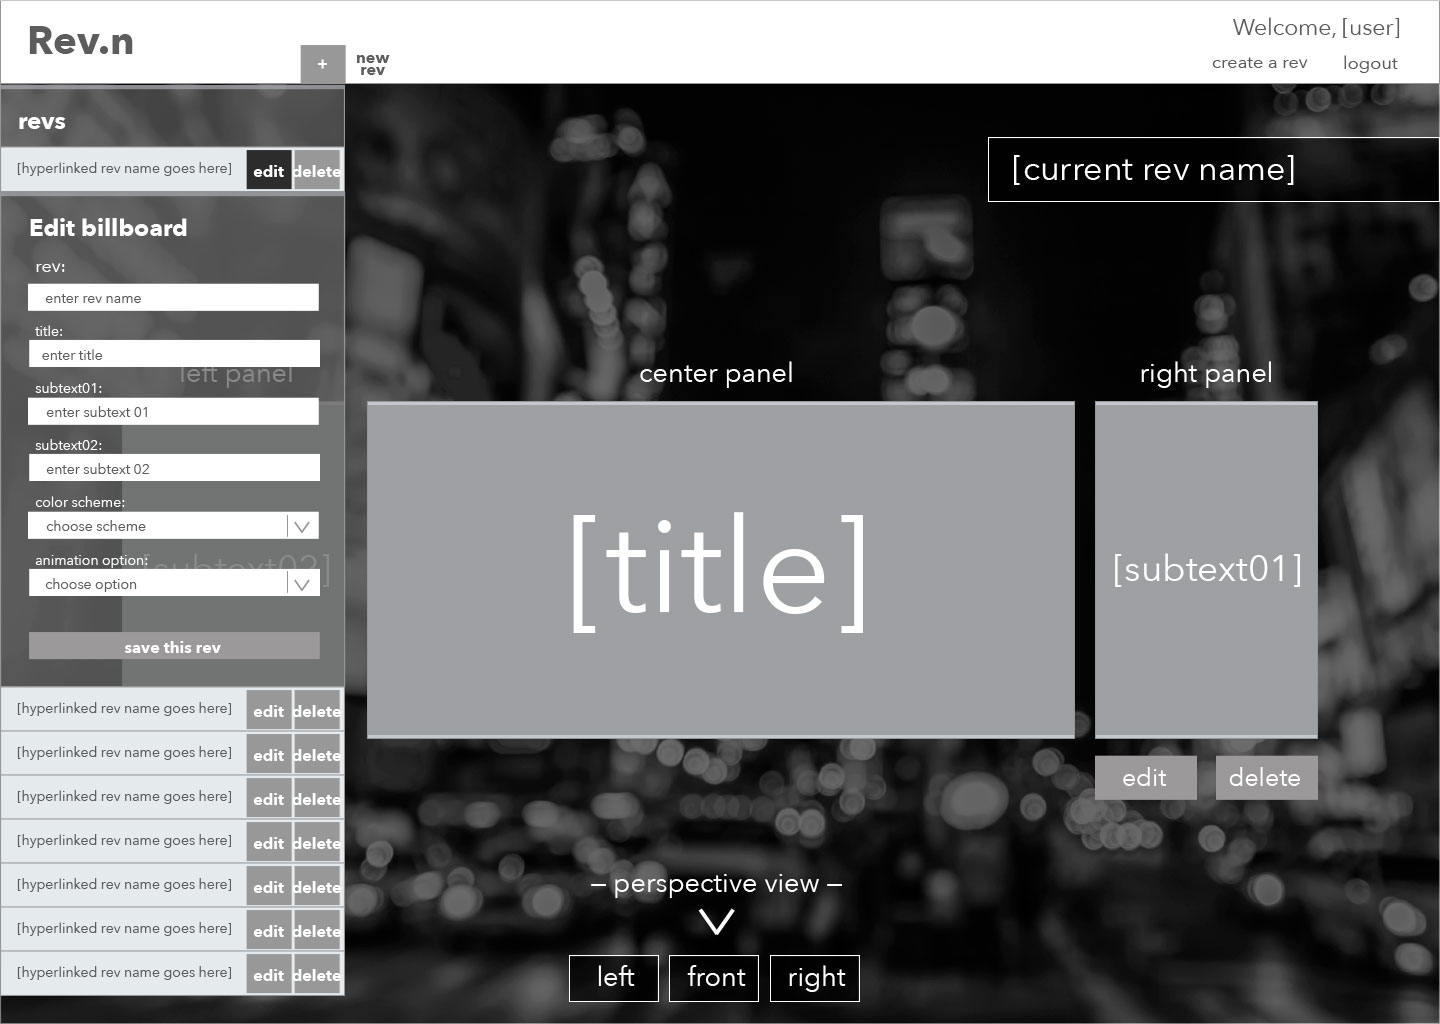 Rev.n
+
new
rev
Welcome, [user]
create a rev
logout
revs
[hyperlinked rev name goes here]
edit
delete
Edit billboard
rev:
enter rev name
title:
enter title
left panel
subtext01:
enter subtext 01
subtext02:
enter subtext 02
color scheme:
choose scheme
animation option:
[subtext02]
choose option
save this rev
[hyperlinked rev name goes here]
edit
delete
[hyperlinked rev name goes here]
edit
delete
[hyperlinked rev name goes here]
edit
delete
[hyperlinked rev name goes here]
edit
delete
[hyperlinked rev name goes here]
edit
delete
[hyperlinked rev name goes here]
edit
delete
[hyperlinked rev name goes here]
edit
delete
[current rev name]
center panel
right panel
[title]
[subtext01]
edit
delete
– perspective view –
left
front
right